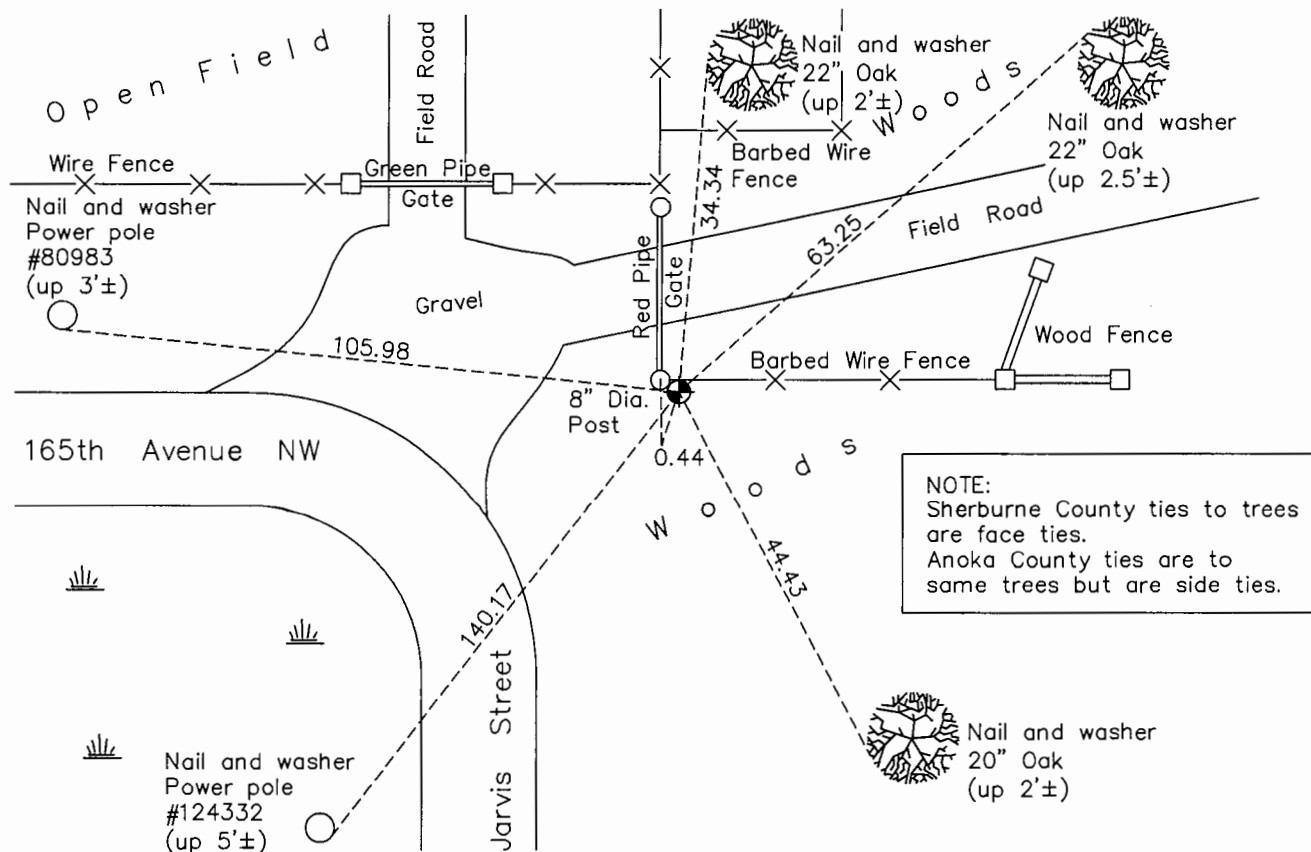 Open Field
Field Road
Nail and washer
22" Oak
(up 2'±)
Woods
Nail and washer
22" Oak
(up 2.5'±)
Wire Fence
Green Pipe
Gate
Barbed Wire
Fence
34.34
63.25
Field Road
Nail and washer
Power pole
#80983
(up 3'±)
Gravel
Red Pipe
Gate
105.98
Wood Fence
Barbed Wire Fence
8" Dia.
Post
0.44
165th Avenue NW
Woods
NOTE:
Sherburne County ties to trees
are face ties.
Anoka County ties are to
same trees but are side ties.
44.43
140.17
Jarvis Street
Nail and washer
20" Oak
(up 2'±)
Nail and washer
Power pole
#124332
(up 5'±)